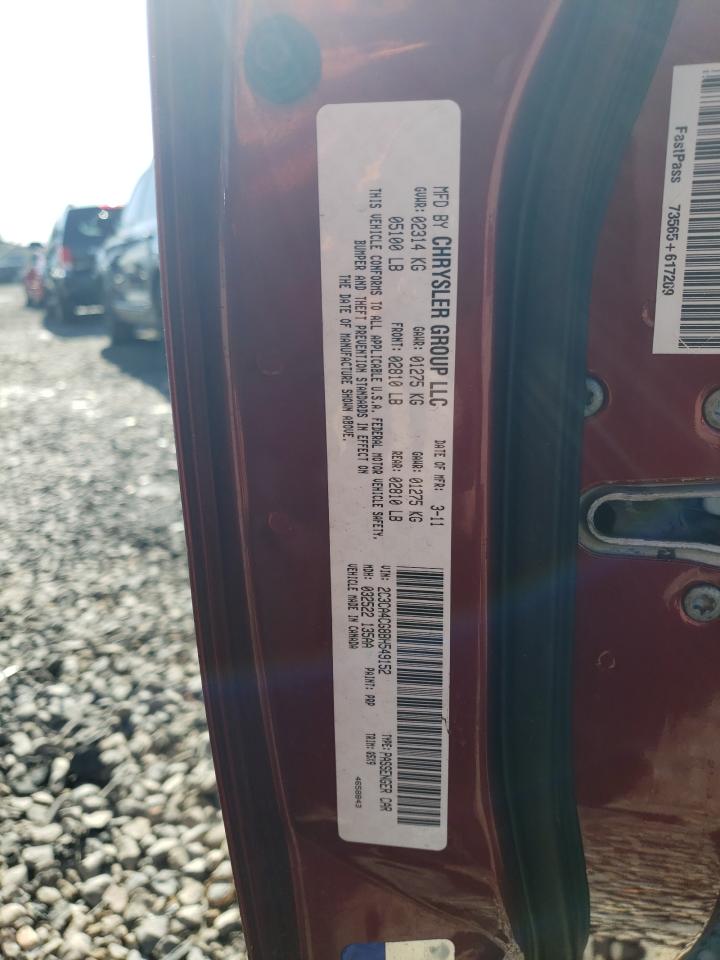 MFD BY CHRYSLER GROUP LLC
DATE OF MFR: 3-11
GVWR: 02314 KG GAWR: 01275 KG GAWR: 01275 KG
05100 LB FRONT: 02810 LB REAR: 02810 LB
THIS VEHICLE CONFORMS TO ALL APPLICABLE U.S.A. FEDERAL MOTOR VEHICLE SAFETY,
BUMPER AND THEFT PREVENTION STANDARDS IN EFFECT ON
THE DATE OF MANUFACTURE SHOWN ABOVE.
VIN: 2C3CA4CG8BH549152 TYPE: PASSENGER CAR
MDH: 032522 135AA PAINT: PRP TRIM: 05X9
VEHICLE MADE IN CANADA
4658843
FastPass 73565+617209